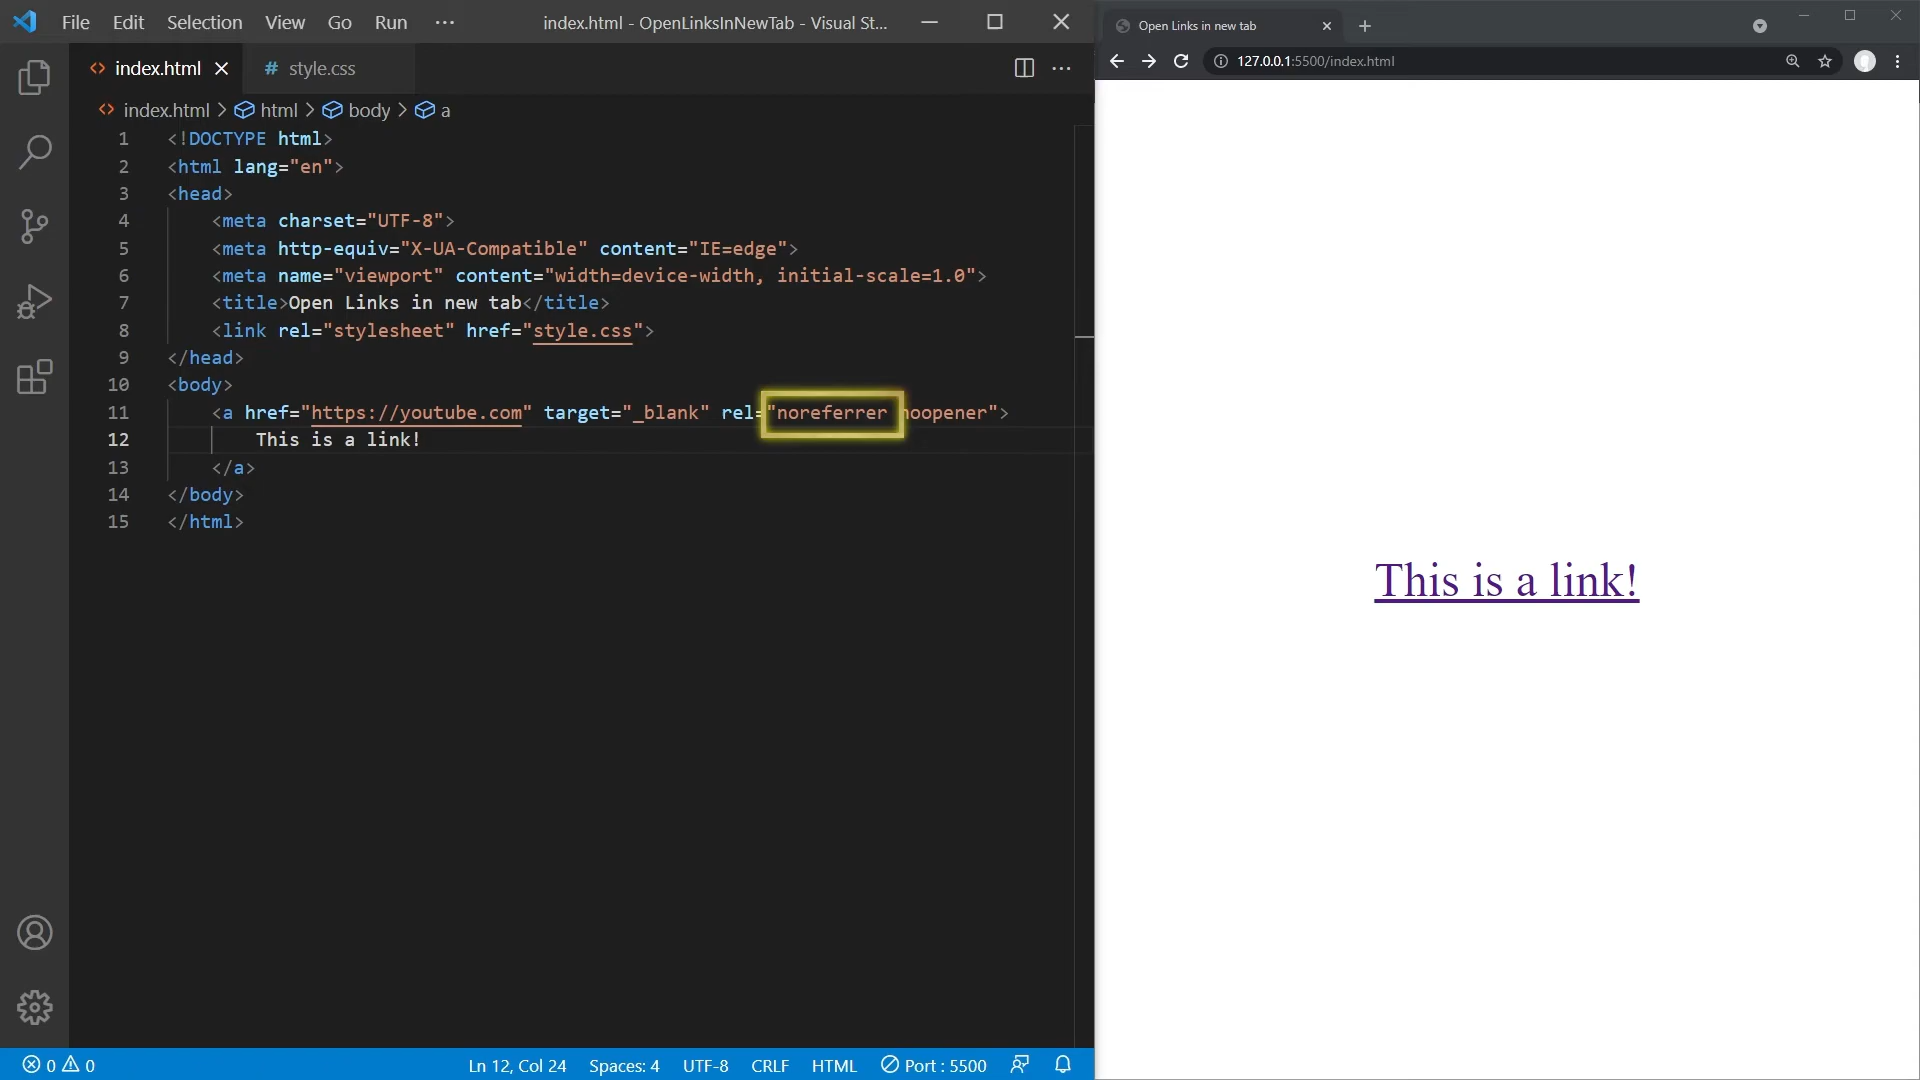 File Edit Selection View Go Run ··· index.html - OpenLinksInNewTab - Visual St...
index.html # style.css
index.html > html > body > a
1 <!DOCTYPE html>
2 <html lang="en">
3 <head>
4 <meta charset="UTF-8">
5 <meta http-equiv="X-UA-Compatible" content="IE=edge">
6 <meta name="viewport" content="width=device-width, initial-scale=1.0">
7 <title>Open Links in new tab</title>
8 <link rel="stylesheet" href="style.css">
9 </head>
10 <body>
11 <a href="https://youtube.com" target="_blank" rel="noreferrer noopener">
12 This is a link!
13 </a>
14 </body>
15 </html>
0 0 Ln 12, Col 24 Spaces: 4 UTF-8 CRLF HTML Port : 5500
Open Links in new tab
127.0.0.1:5500/index.html
This is a link!